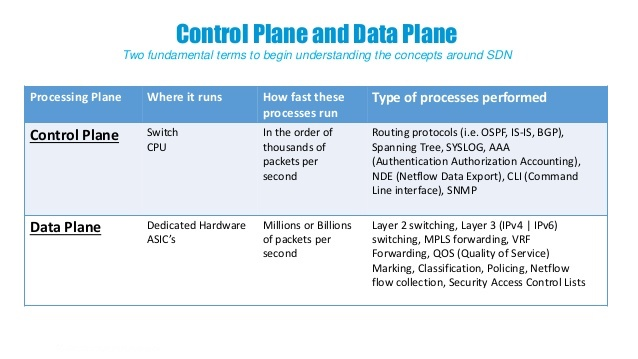 Control Plane and Data Plane
Two fundamental terms to begin understanding the concepts around SDN
Processing Plane
Where it runs
How fast these
processes run
Type of processes performed
Control Plane
Switch
CPU
In the order of
thousands of
packets per
second
Routing protocols (i.e. OSPF, IS-IS, BGP),
Spanning Tree, SYSLOG, AAA
(Authentication Authorization Accounting),
NDE (Netflow Data Export), CLI (Command
Line interface), SNMP
Data Plane
Dedicated Hardware
ASIC’s
Millions or Billions
of packets per
second
Layer 2 switching, Layer 3 (IPv4 | IPv6)
switching, MPLS forwarding, VRF
Forwarding, QOS (Quality of Service)
Marking, Classification, Policing, Netflow
flow collection, Security Access Control Lists